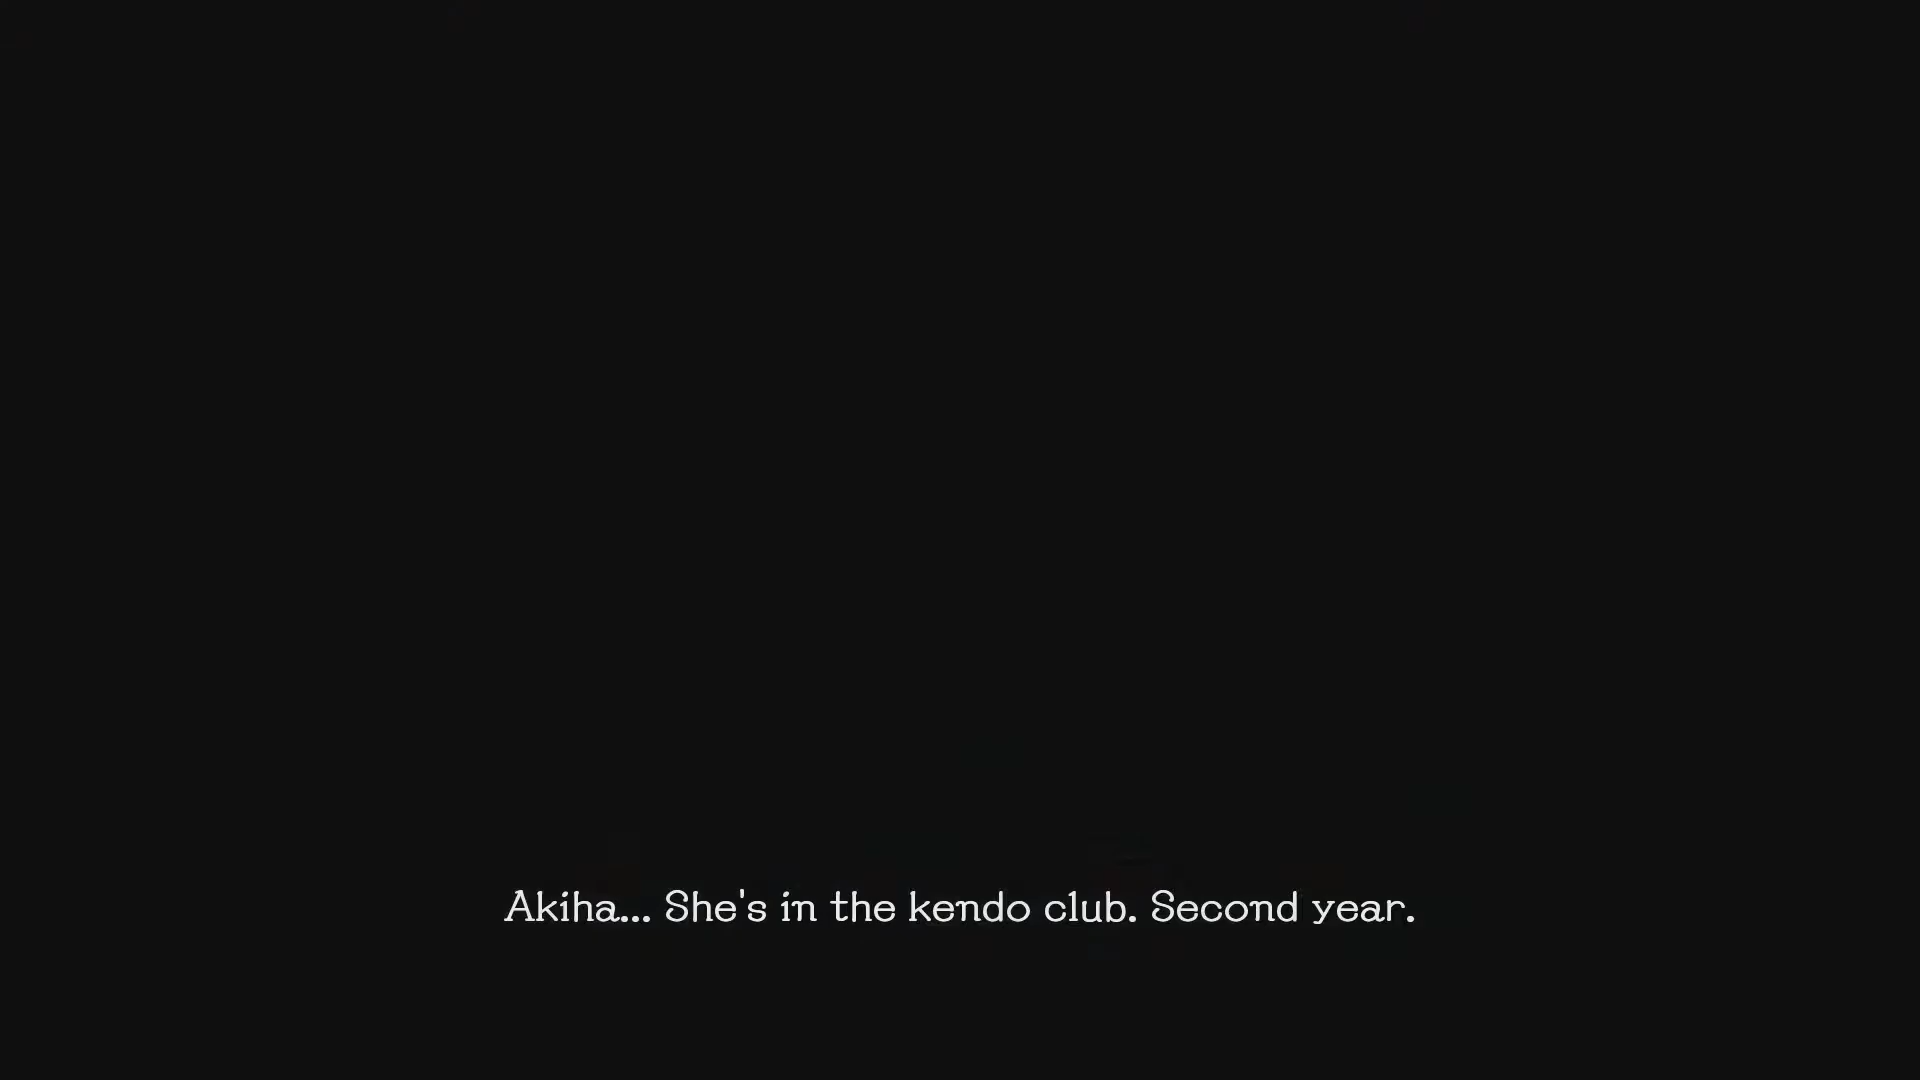 Akiha... She's in the kendo club. Second year.